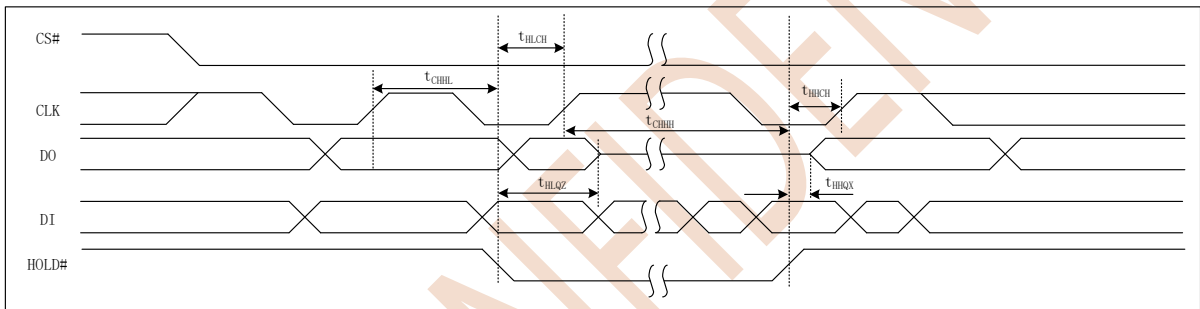 CS#
tHLCH
tCHHL
CLK
tHHCH
tCHHH
DO
tHLQZ
tHHQX
DI
HOLD#